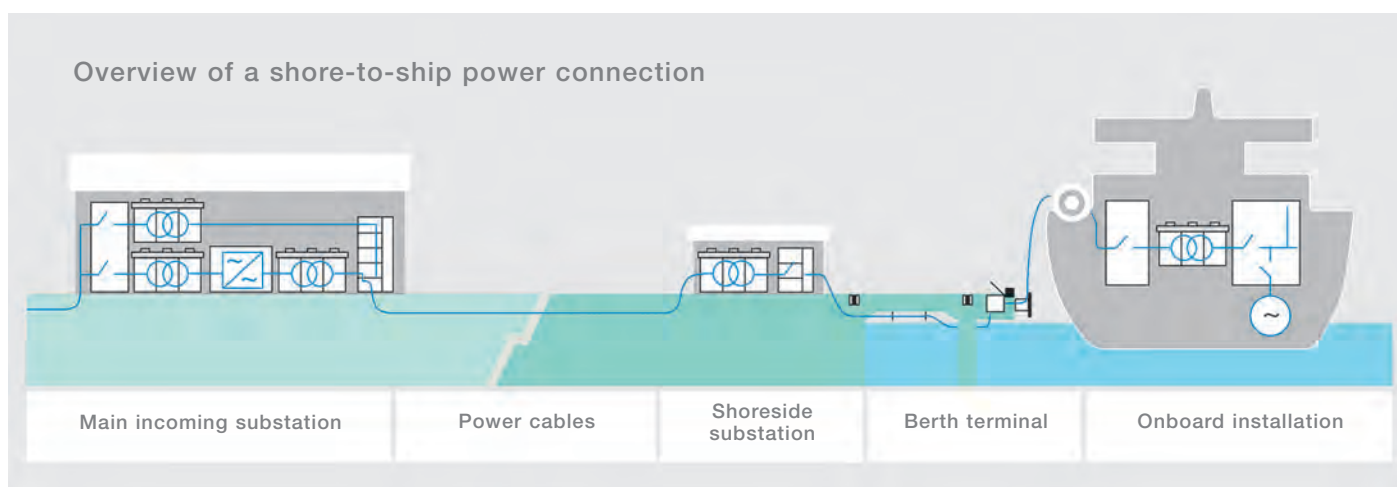 Overview of a shore-to-ship power connection
Main incoming substation
Power cables
Shoreside
substation
Berth terminal
Onboard installation